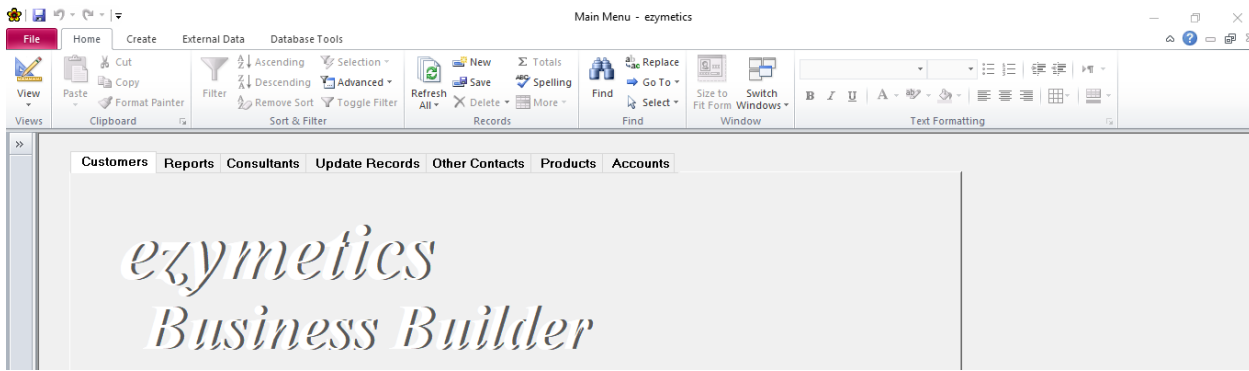 Main Menu - ezymetics
File Home Create External Data Database Tools
View Paste Cut Copy Format Painter
Filter Ascending Descending Remove Sort Selection Advanced Toggle Filter
Refresh All New Save Delete Totals Spelling More
Find Replace Go To Select
Size to Fit Form Switch Windows
B I U A
Views Clipboard Sort & Filter Records Find Window Text Formatting
Customers Reports Consultants Update Records Other Contacts Products Accounts
ezymetics
Business Builder